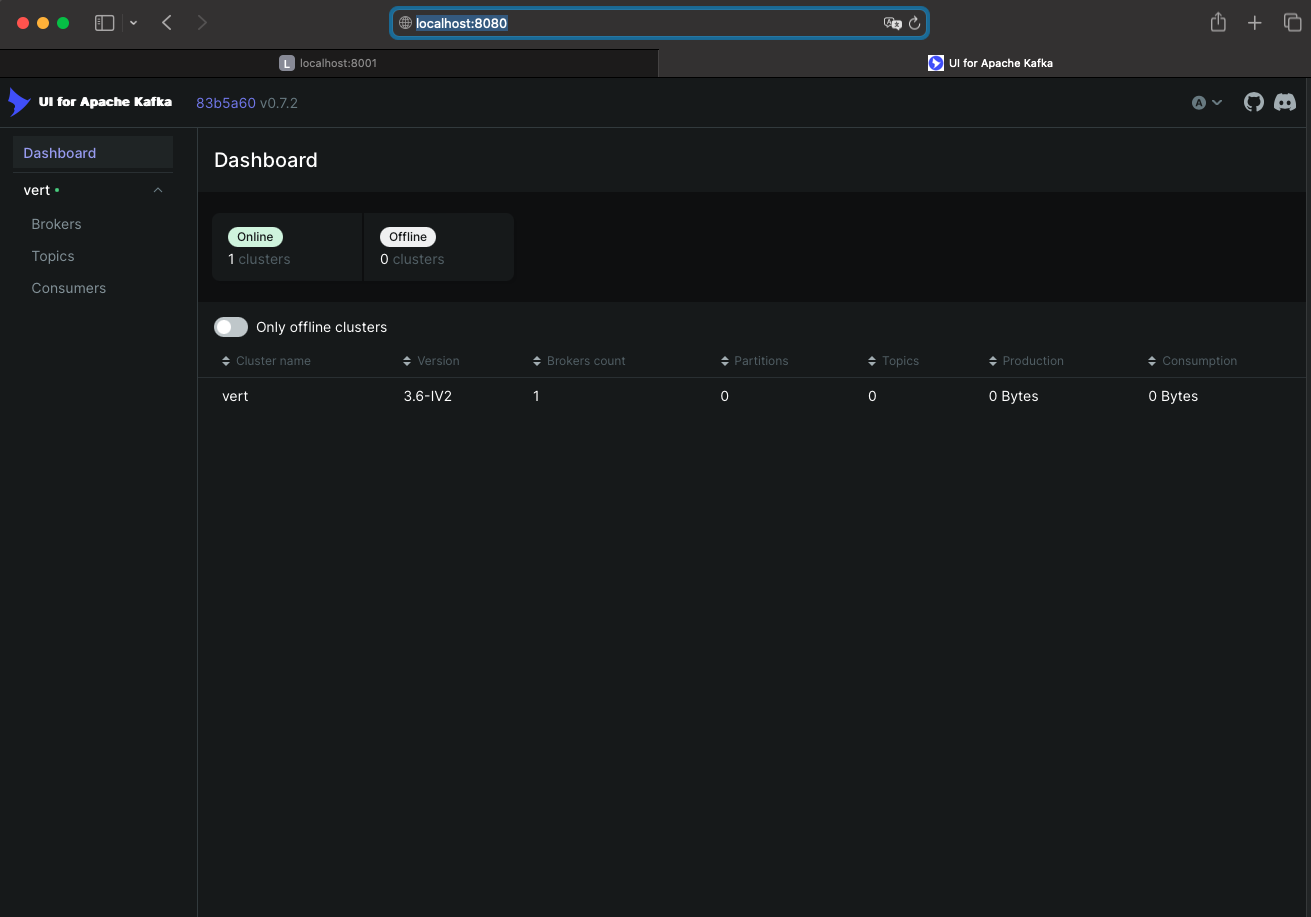 localhost:8080
L localhost:8001
UI for Apache Kafka
UI for Apache Kafka 83b5a60 v0.7.2
A
Dashboard
vert
Brokers
Topics
Consumers
Dashboard
Online
1 clusters
Offline
0 clusters
Only offline clusters
Cluster name Version Brokers count Partitions Topics Production Consumption
vert 3.6-IV2 1 0 0 0 Bytes 0 Bytes